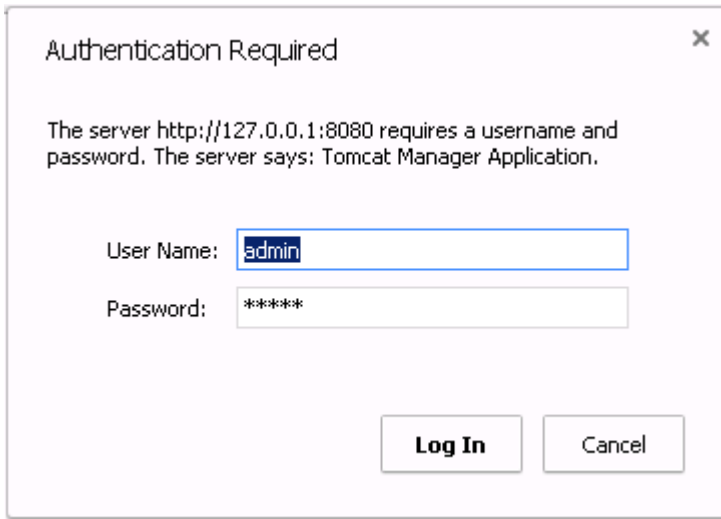 Authentication Required
The server http://127.0.0.1:8080 requires a username and
password. The server says: Tomcat Manager Application.
User Name: admin
Password: *****
Log In Cancel